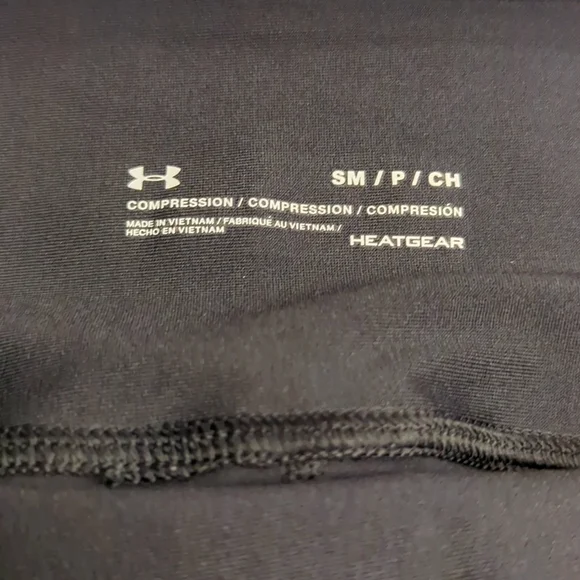 SM / P / CH
COMPRESSION / COMPRESSION / COMPRESIÓN
MADE IN VIETNAM / FABRIQUÉ AU VIETNAM /
HECHO EN VIETNAM
HEATGEAR